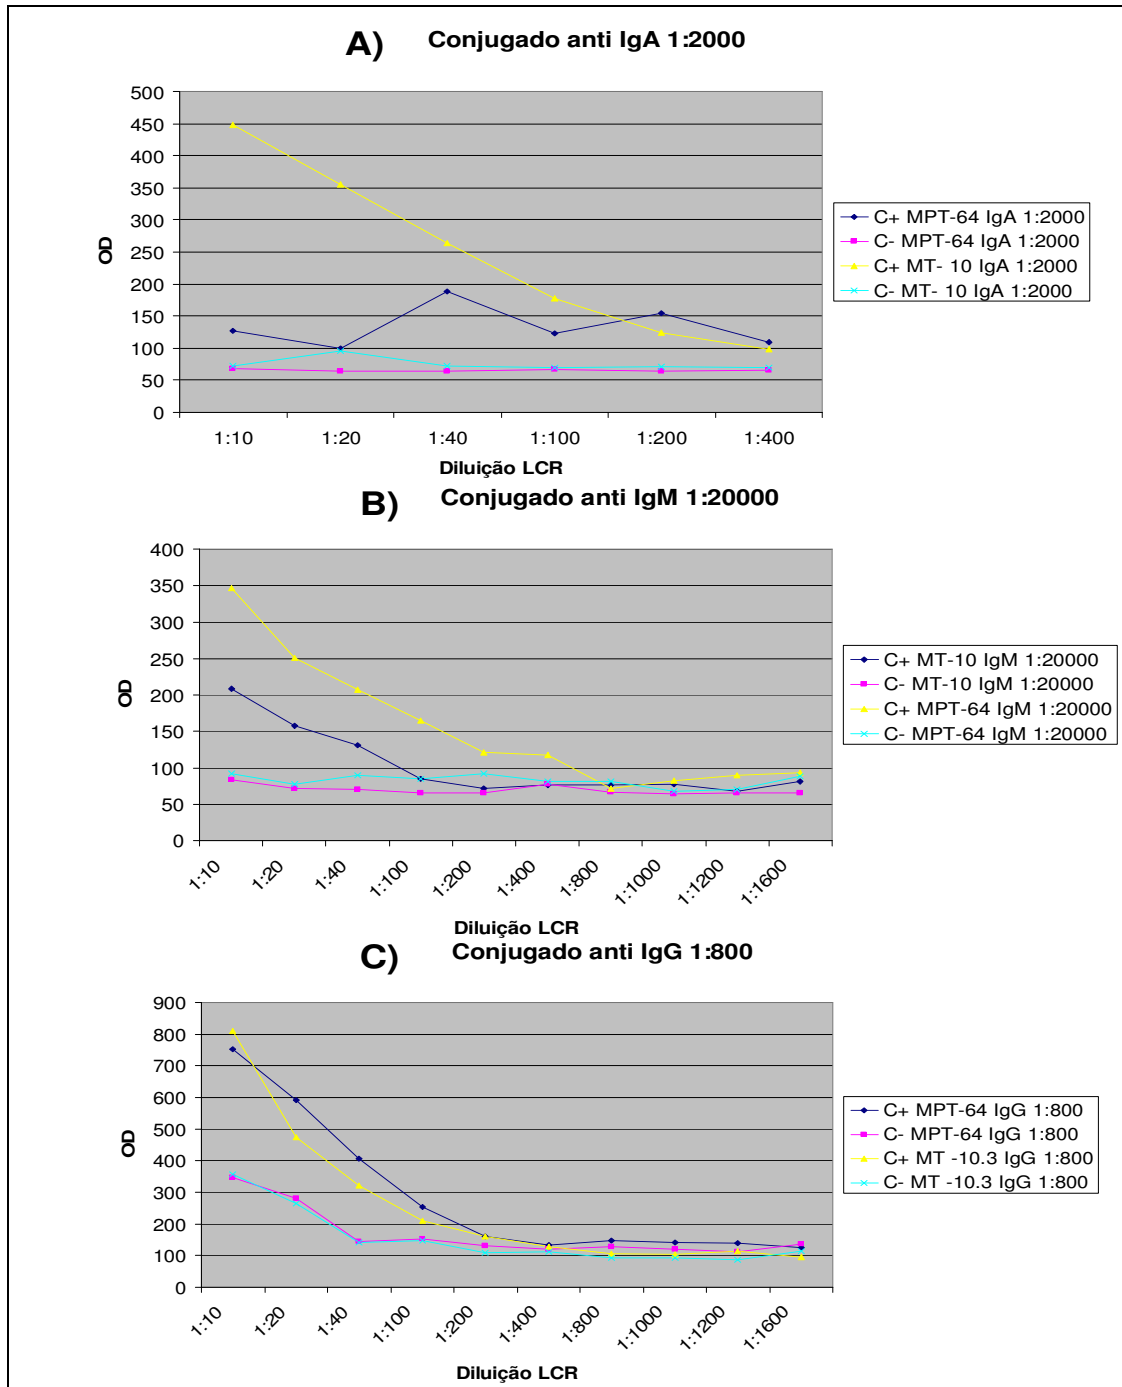 A) Conjugado anti IgA 1:2000
500
450
400
350
300
250
200
150
100
50
0
OD
1:10 1:20 1:40 1:100 1:200 1:400
Diluição LCR
C+ MPT-64 IgA 1:2000
C- MPT-64 IgA 1:2000
C+ MT- 10 IgA 1:2000
C- MT- 10 IgA 1:2000
B) Conjugado anti IgM 1:20000
400
350
300
250
200
150
100
50
0
OD
1:10 1:20 1:40 1:100 1:200 1:400 1:800 1:1000 1:1200 1:1600
Diluição LCR
C+ MT-10 IgM 1:20000
C- MT-10 IgM 1:20000
C+ MPT-64 IgM 1:20000
C- MPT-64 IgM 1:20000
C) Conjugado anti IgG 1:800
900
800
700
600
500
400
300
200
100
0
OD
1:10 1:20 1:40 1:100 1:200 1:400 1:800 1:1000 1:1200 1:1600
Diluição LCR
C+ MPT-64 IgG 1:800
C- MPT-64 IgG 1:800
C+ MT -10.3 IgG 1:800
C- MT -10.3 IgG 1:800